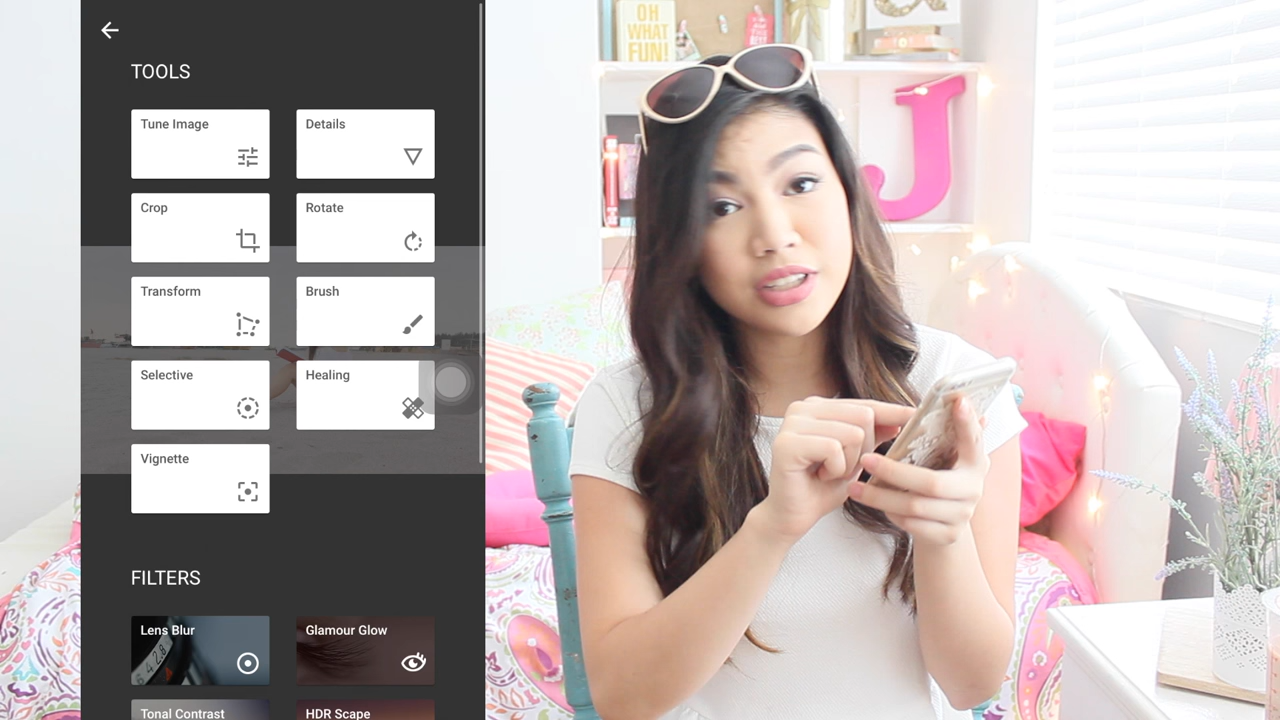 TOOLS
Tune Image
Details
Crop
Rotate
Transform
Brush
Selective
Healing
Vignette
FILTERS
Lens Blur
Glamour Glow
Tonal Contrast
HDR Scape
OH
WHAT
FUN!
J